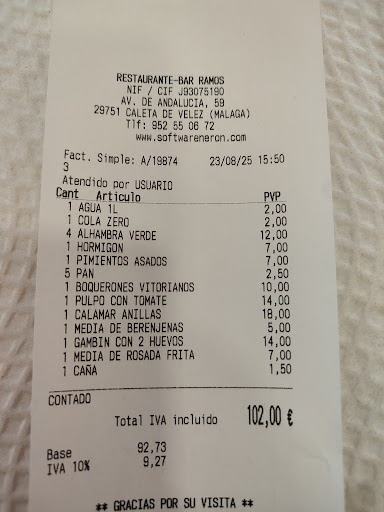 RESTAURANTE-BAR RAMOS
NIF / CIF J93075190
AV. DE ANDALUCIA, 59
29751 CALETA DE VELEZ (MALAGA)
Tlf: 952 55 06 72
www.softwareneron.com
Fact. Simple: A/19874 23/08/25 15:50
3
Atendido por USUARIO
Cant Articulo PVP
1 AGUA 1L 2,00
1 COLA ZERO 2,00
4 ALHAMBRA VERDE 12,00
1 HORMIGON 7,00
1 PIMIENTOS ASADOS 7,00
5 PAN 2,50
1 BOQUERONES VITORIANOS 10,00
1 PULPO CON TOMATE 14,00
1 CALAMAR ANILLAS 18,00
1 MEDIA DE BERENJENAS 5,00
1 GAMBIN CON 2 HUEVOS 14,00
1 MEDIA DE ROSADA FRITA 7,00
1 CAÑA 1,50
CONTADO
Total IVA incluido 102,00 €
Base 92,73
IVA 10% 9,27
** GRACIAS POR SU VISITA **